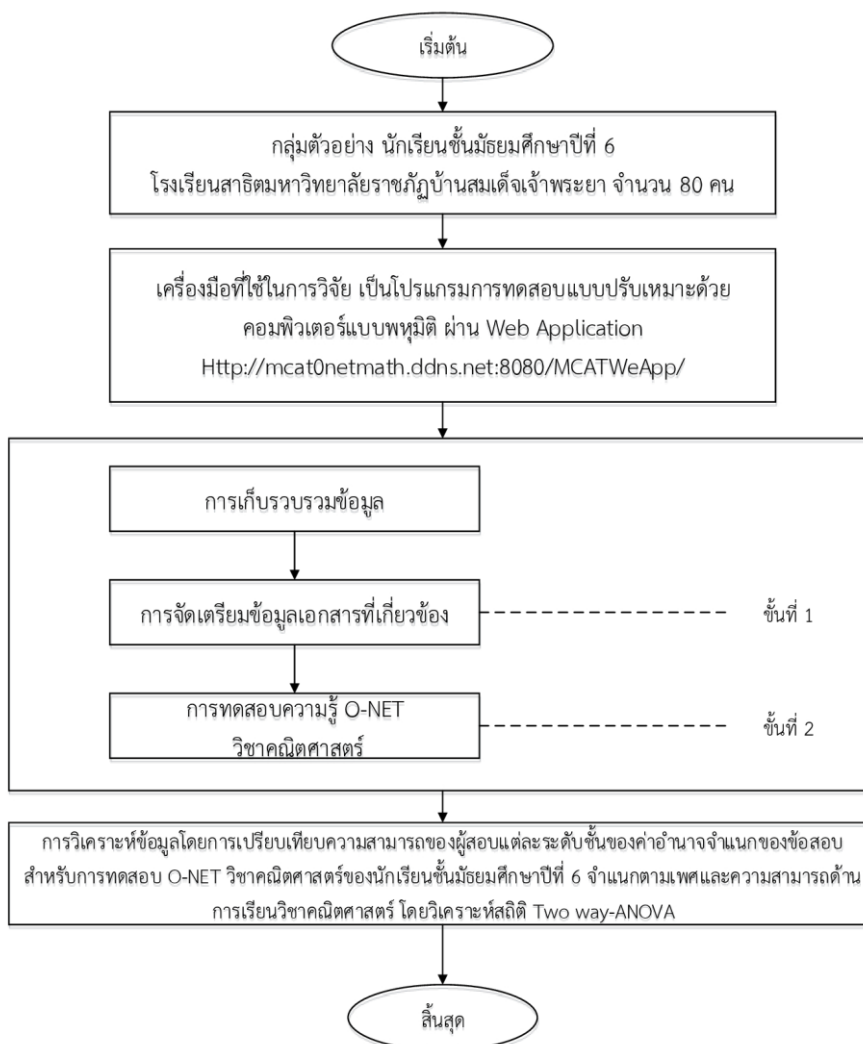 เริ่มต้น
กลุ่มตัวอย่าง นักเรียนชั้นมัธยมศึกษาปีที่ 6
โรงเรียนสาธิตมหาวิทยาลัยราชภัฏบ้านสมเด็จเจ้าพระยา จำนวน 80 คน
เครื่องมือที่ใช้ในการวิจัย เป็นโปรแกรมการทดสอบแบบปรับเหมาะด้วย
คอมพิวเตอร์แบบพหุมิติ ผ่าน Web Application
Http://mcat0netmath.ddns.net:8080/MCATWeApp/
การเก็บรวบรวมข้อมูล
การจัดเตรียมข้อมูลเอกสารที่เกี่ยวข้อง
ขั้นที่ 1
การทดสอบความรู้ O-NET
วิชาคณิตศาสตร์
ขั้นที่ 2
การวิเคราะห์ข้อมูลโดยการเปรียบเทียบความสามารถของผู้สอบแต่ละระดับชั้นของค่าอำนาจจำแนกของข้อสอบ
สำหรับการทดสอบ O-NET วิชาคณิตศาสตร์ของนักเรียนชั้นมัธยมศึกษาปีที่ 6 จำแนกตามเพศและความสามารถด้าน
การเรียนวิชาคณิตศาสตร์ โดยวิเคราะห์สถิติ Two way-ANOVA
สิ้นสุด